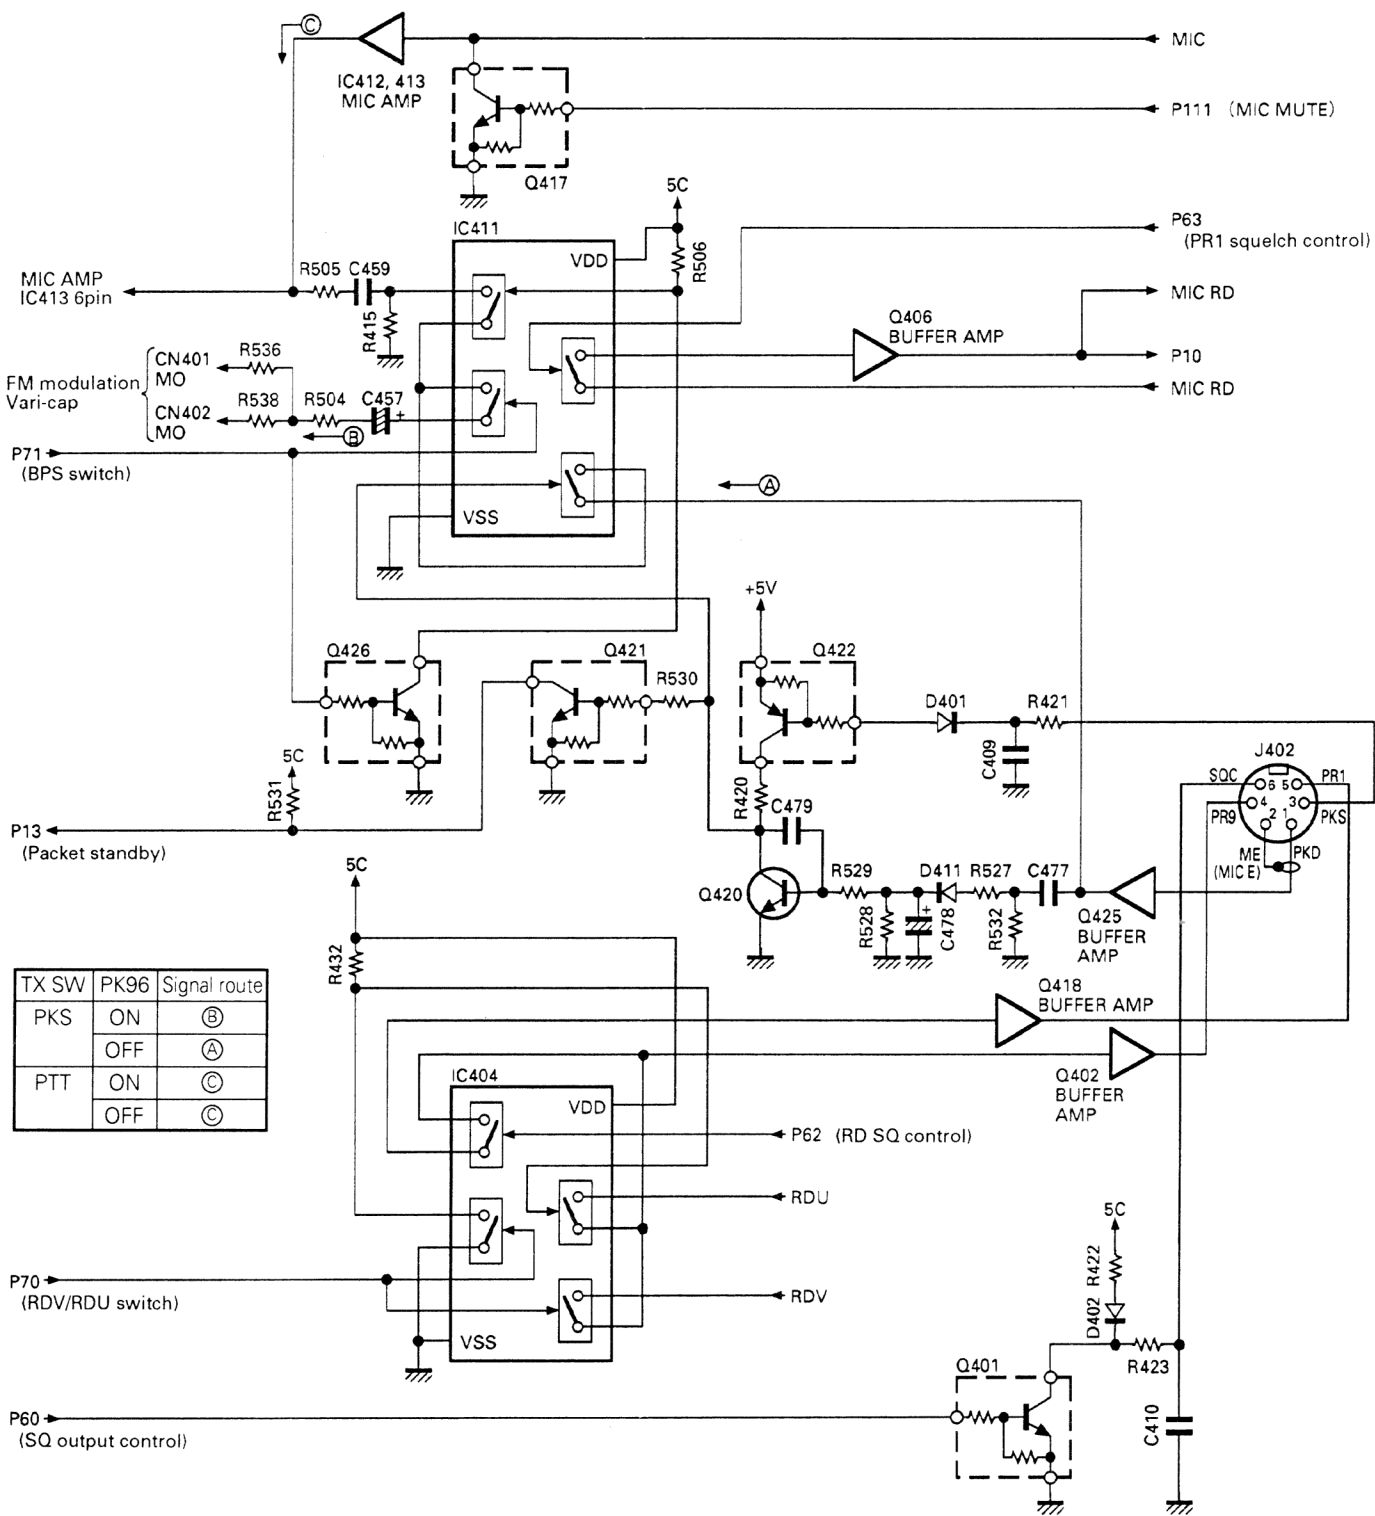 C
MIC
IC412, 413
MIC AMP
P111 (MIC MUTE)
Q417
5C
IC411
P63
(PR1 squelch control)
VDD
R506
MIC AMP
IC413 6pin
R505 C459
R415
MIC RD
Q406
BUFFER AMP
P10
MIC RD
FM modulation
Vari-cap
CN401
MO
R536
CN402
MO
R538
R504
C457
+
B
P71
(BPS switch)
A
VSS
+5V
Q426
Q421
R530
Q422
D401
R421
C409
J402
SQC
6
5
PR1
PR9
4
3
PKS
2
1
ME
(MIC E)
PKD
5C
R531
R420
C479
P13
(Packet standby)
5C
Q420
R529
D411
R527
C477
R528
+
C478
R532
Q425
BUFFER
AMP
R432
TX SW
PK96
Signal route
PKS
ON
B
OFF
A
PTT
ON
C
OFF
C
Q418
BUFFER AMP
Q402
BUFFER
AMP
IC404
VDD
P62 (RD SQ control)
RDU
P70
(RDV/RDU switch)
RDV
VSS
5C
R422
D402
R423
Q401
P60
(SQ output control)
C410